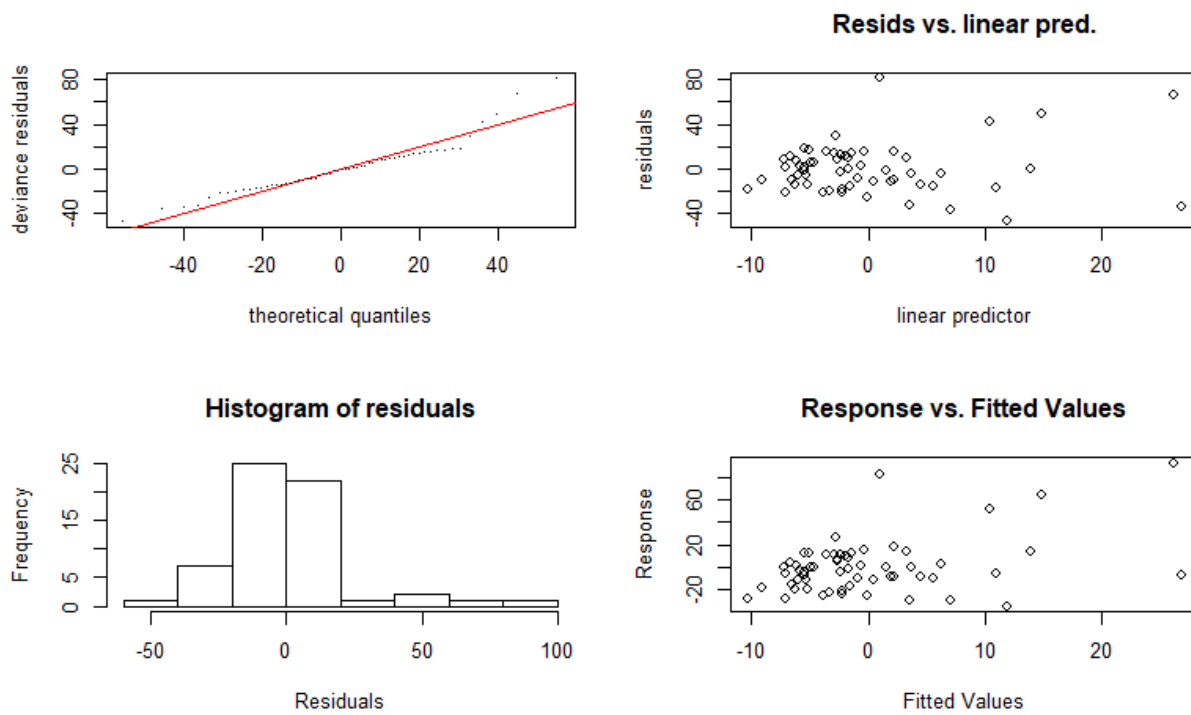 deviance residuals
80
40
0
-40
-40
-20
0
20
40
theoretical quantiles
Resids vs. linear pred.
residuals
80
40
0
-40
-10
0
10
20
linear predictor
Histogram of residuals
Frequency
25
15
5
0
-50
0
50
100
Residuals
Response vs. Fitted Values
Response
60
20
-20
-10
0
10
20
Fitted Values